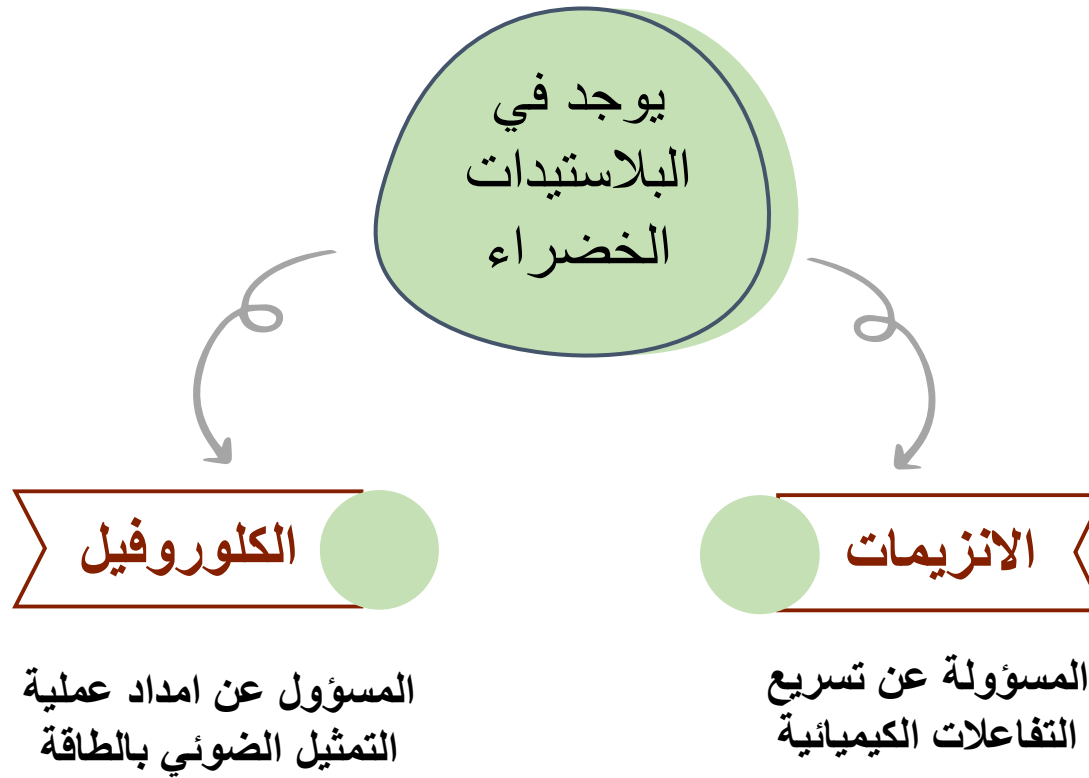 يوجد في
البلاستيدات
الخضراء
الانزيمات
المسؤولة عن تسريع
التفاعلات الكيميائية
الكلوروفيل
المسؤول عن امداد عملية
التمثيل الضوئي بالطاقة